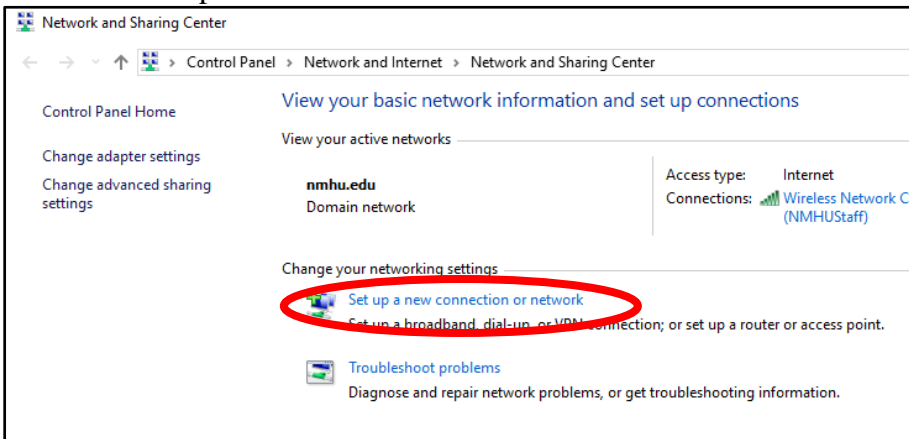 Network and Sharing Center
Control Panel > Network and Internet > Network and Sharing Center
Control Panel Home
Change adapter settings
Change advanced sharing
settings
View your basic network information and set up connections
View your active networks
nmhu.edu
Domain network
Access type: Internet
Connections: Wireless Network C
(NMHUStaff)
Change your networking settings
Set up a new connection or network
Set up a broadband, dial-up, or VPN connection; or set up a router or access point.
Troubleshoot problems
Diagnose and repair network problems, or get troubleshooting information.